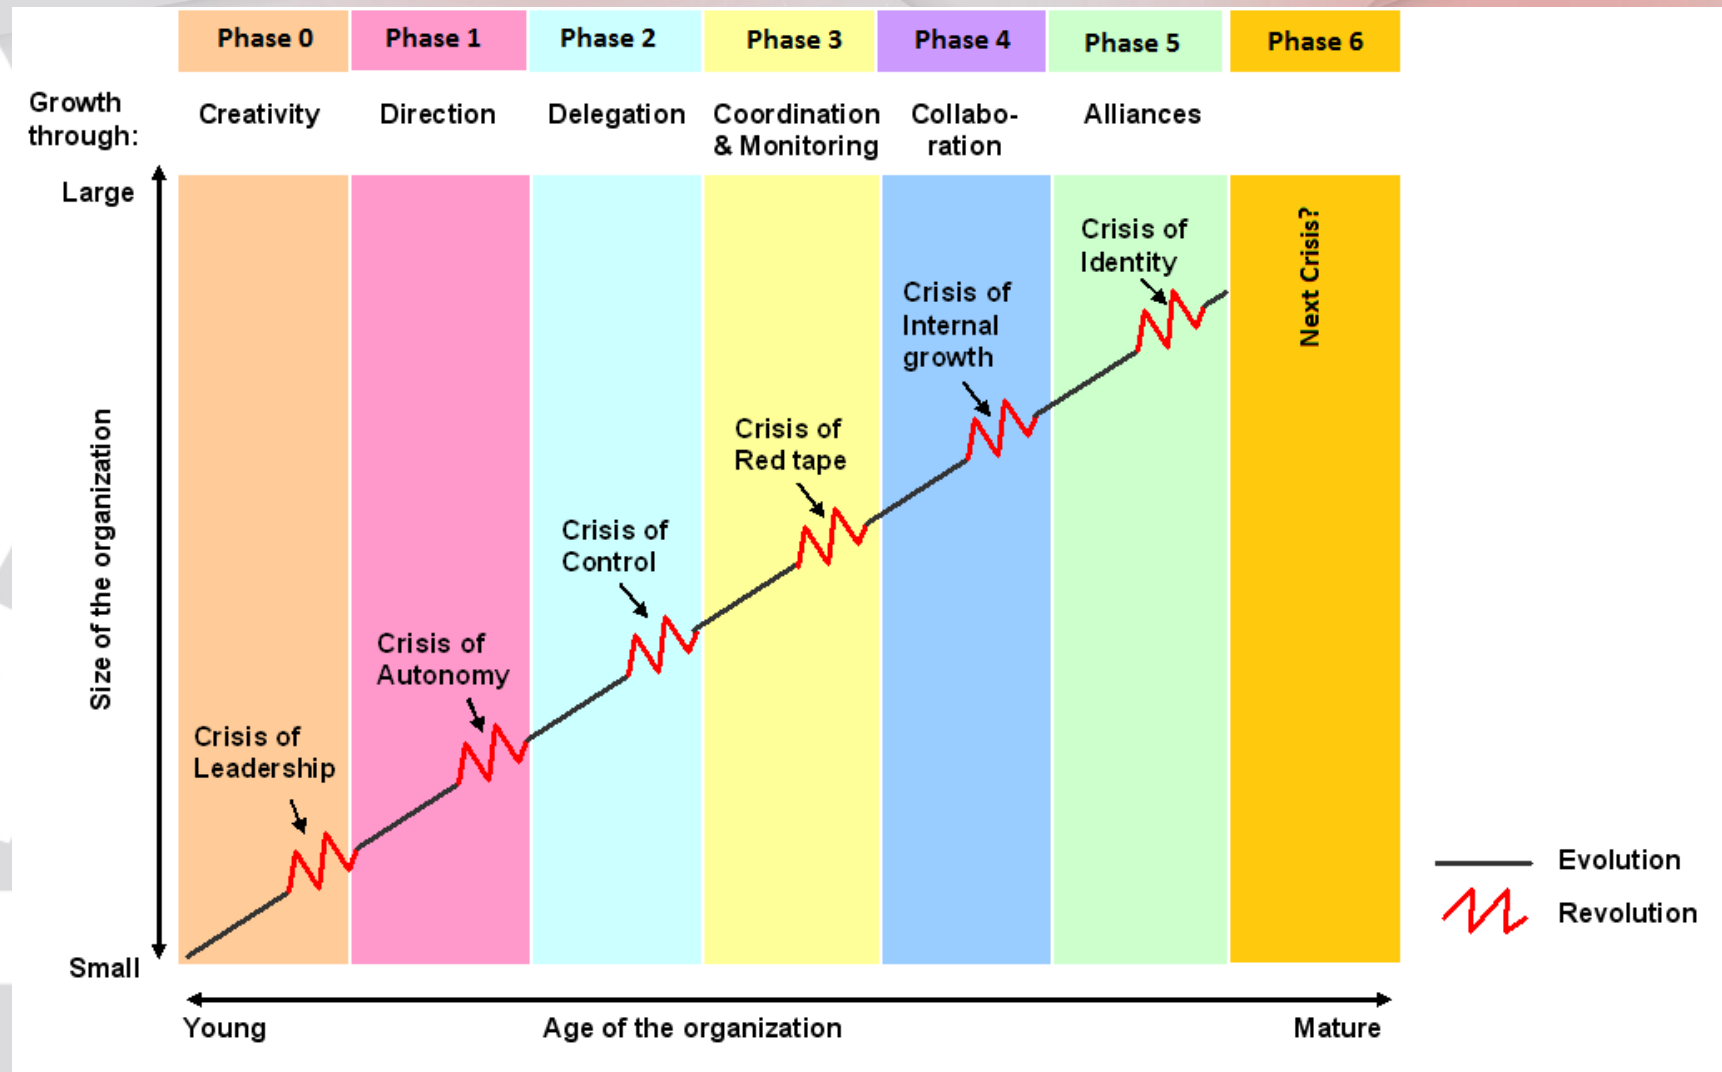 Phase 0
Phase 1
Phase 2
Phase 3
Phase 4
Phase 5
Phase 6
Growth
through:
Creativity
Direction
Delegation
Coordination
& Monitoring
Collabo-
ration
Alliances
Large
Size of the organization
Small
Crisis of
Leadership
Crisis of
Autonomy
Crisis of
Control
Crisis of
Red tape
Crisis of
Internal
growth
Crisis of
Identity
Next Crisis?
Evolution
Revolution
Young
Age of the organization
Mature